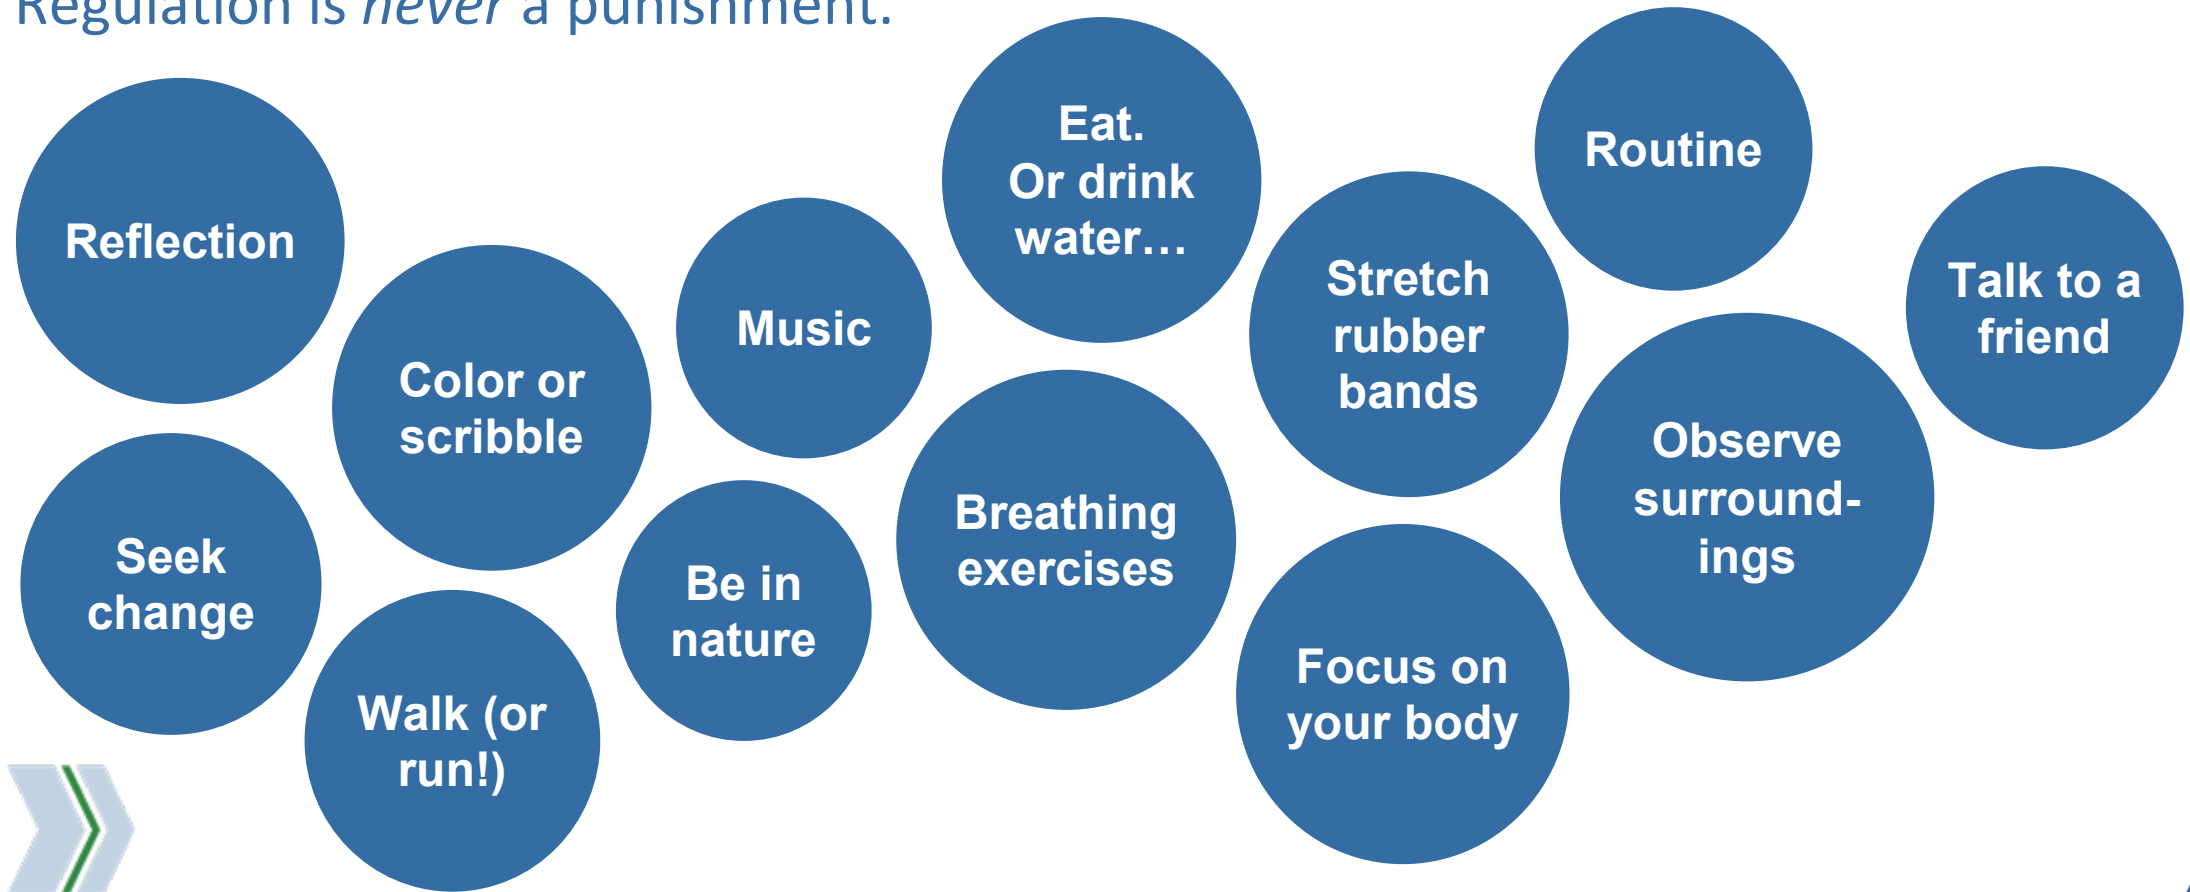 Regulation is never a punishment.
Reflection
Color or
scribble
Music
Eat.
Or drink
water…
Stretch
rubber
bands
Routine
Talk to a
friend
Seek
change
Walk (or
run!)
Be in
nature
Breathing
exercises
Focus on
your body
Observe
surround-
ings